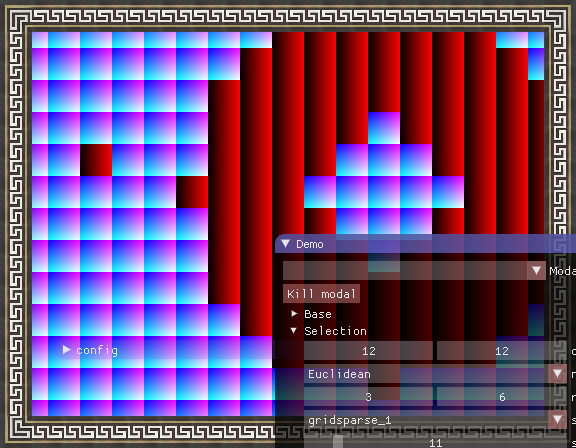 Demo
Moda
Kill modal
Base
Selection
config
12 12
Euclidean
3 6
gridsparse_1
11